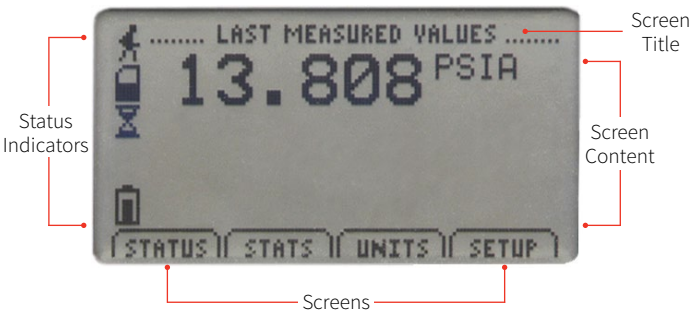 Screen
Title
........ LAST MEASURED VALUES ........
13.808 PSIA
Status
Indicators
Screen
Content
STATUS STATS UNITS SETUP
Screens